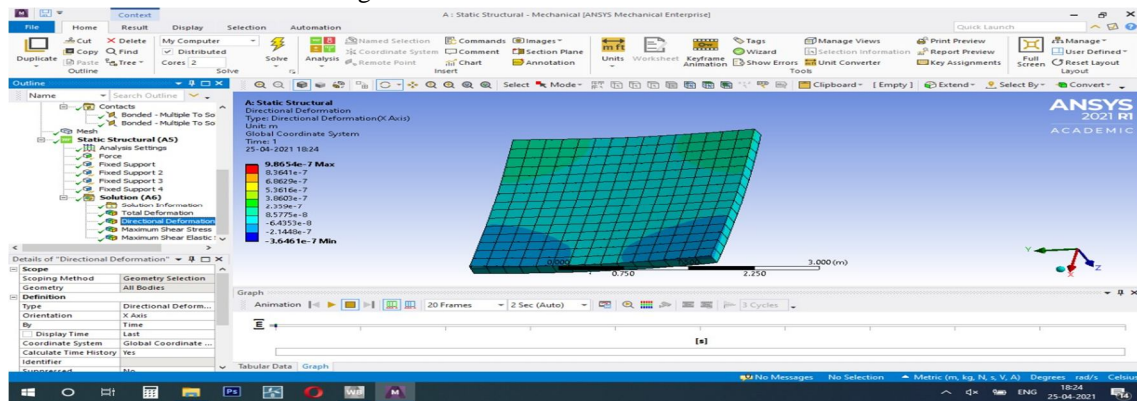 Context
A : Static Structural - Mechanical [ANSYS Mechanical Enterprise]
File Home Result Display Selection Automation Quick Launch
Duplicate
Cut Delete
Copy Find
Paste Tree
Outline
My Computer
Distributed
Cores 2
Solve
Solve
Analysis
Named Selection
Coordinate System
Remote Point
Commands
Comment
Chart
Images
Section Plane
Annotation
Insert
Units Worksheet Keyframe Animation
Tags
Wizard
Show Errors
Manage Views
Selection Information
Unit Converter
Print Preview
Report Preview
Key Assignments
Tools
Full Screen
Manage
User Defined
Reset Layout
Layout
Outline
Name Search Outline
Contacts
Bonded - Multiple To So
Bonded - Multiple To So
Mesh
Static Structural (A5)
Analysis Settings
Force
Fixed Support
Fixed Support 2
Fixed Support 3
Fixed Support 4
Solution (A6)
Solution Information
Total Deformation
Directional Deformation
Maximum Shear Stress
Maximum Shear Elastic S
Details of "Directional Deformation"
Scope
Scoping Method Geometry Selection
Geometry All Bodies
Definition
Type Directional Deform...
Orientation X Axis
By Time
Display Time Last
Coordinate System Global Coordinate ...
Calculate Time History Yes
Identifier
Suppressed No
Select Mode Clipboard [ Empty ] Extend Select By Convert
A: Static Structural
Directional Deformation
Type: Directional Deformation(X Axis)
Unit: m
Global Coordinate System
Time: 1
25-04-2021 18:24
9.8654e-7 Max
8.3641e-7
6.8629e-7
5.3616e-7
3.8603e-7
2.359e-7
8.5775e-8
-6.4353e-8
-2.1448e-7
-3.6461e-7 Min
ANSYS
2021 R1
ACADEMIC
0.000
0.750
2.250
3.000 (m)
Y
X
Z
Graph
Animation 20 Frames 2 Sec (Auto) 3 Cycles
[s]
Tabular Data Graph
No Messages No Selection Metric (m, kg, N, s, V, A) Degrees rad/s Celsius
ENG
18:24
25-04-2021